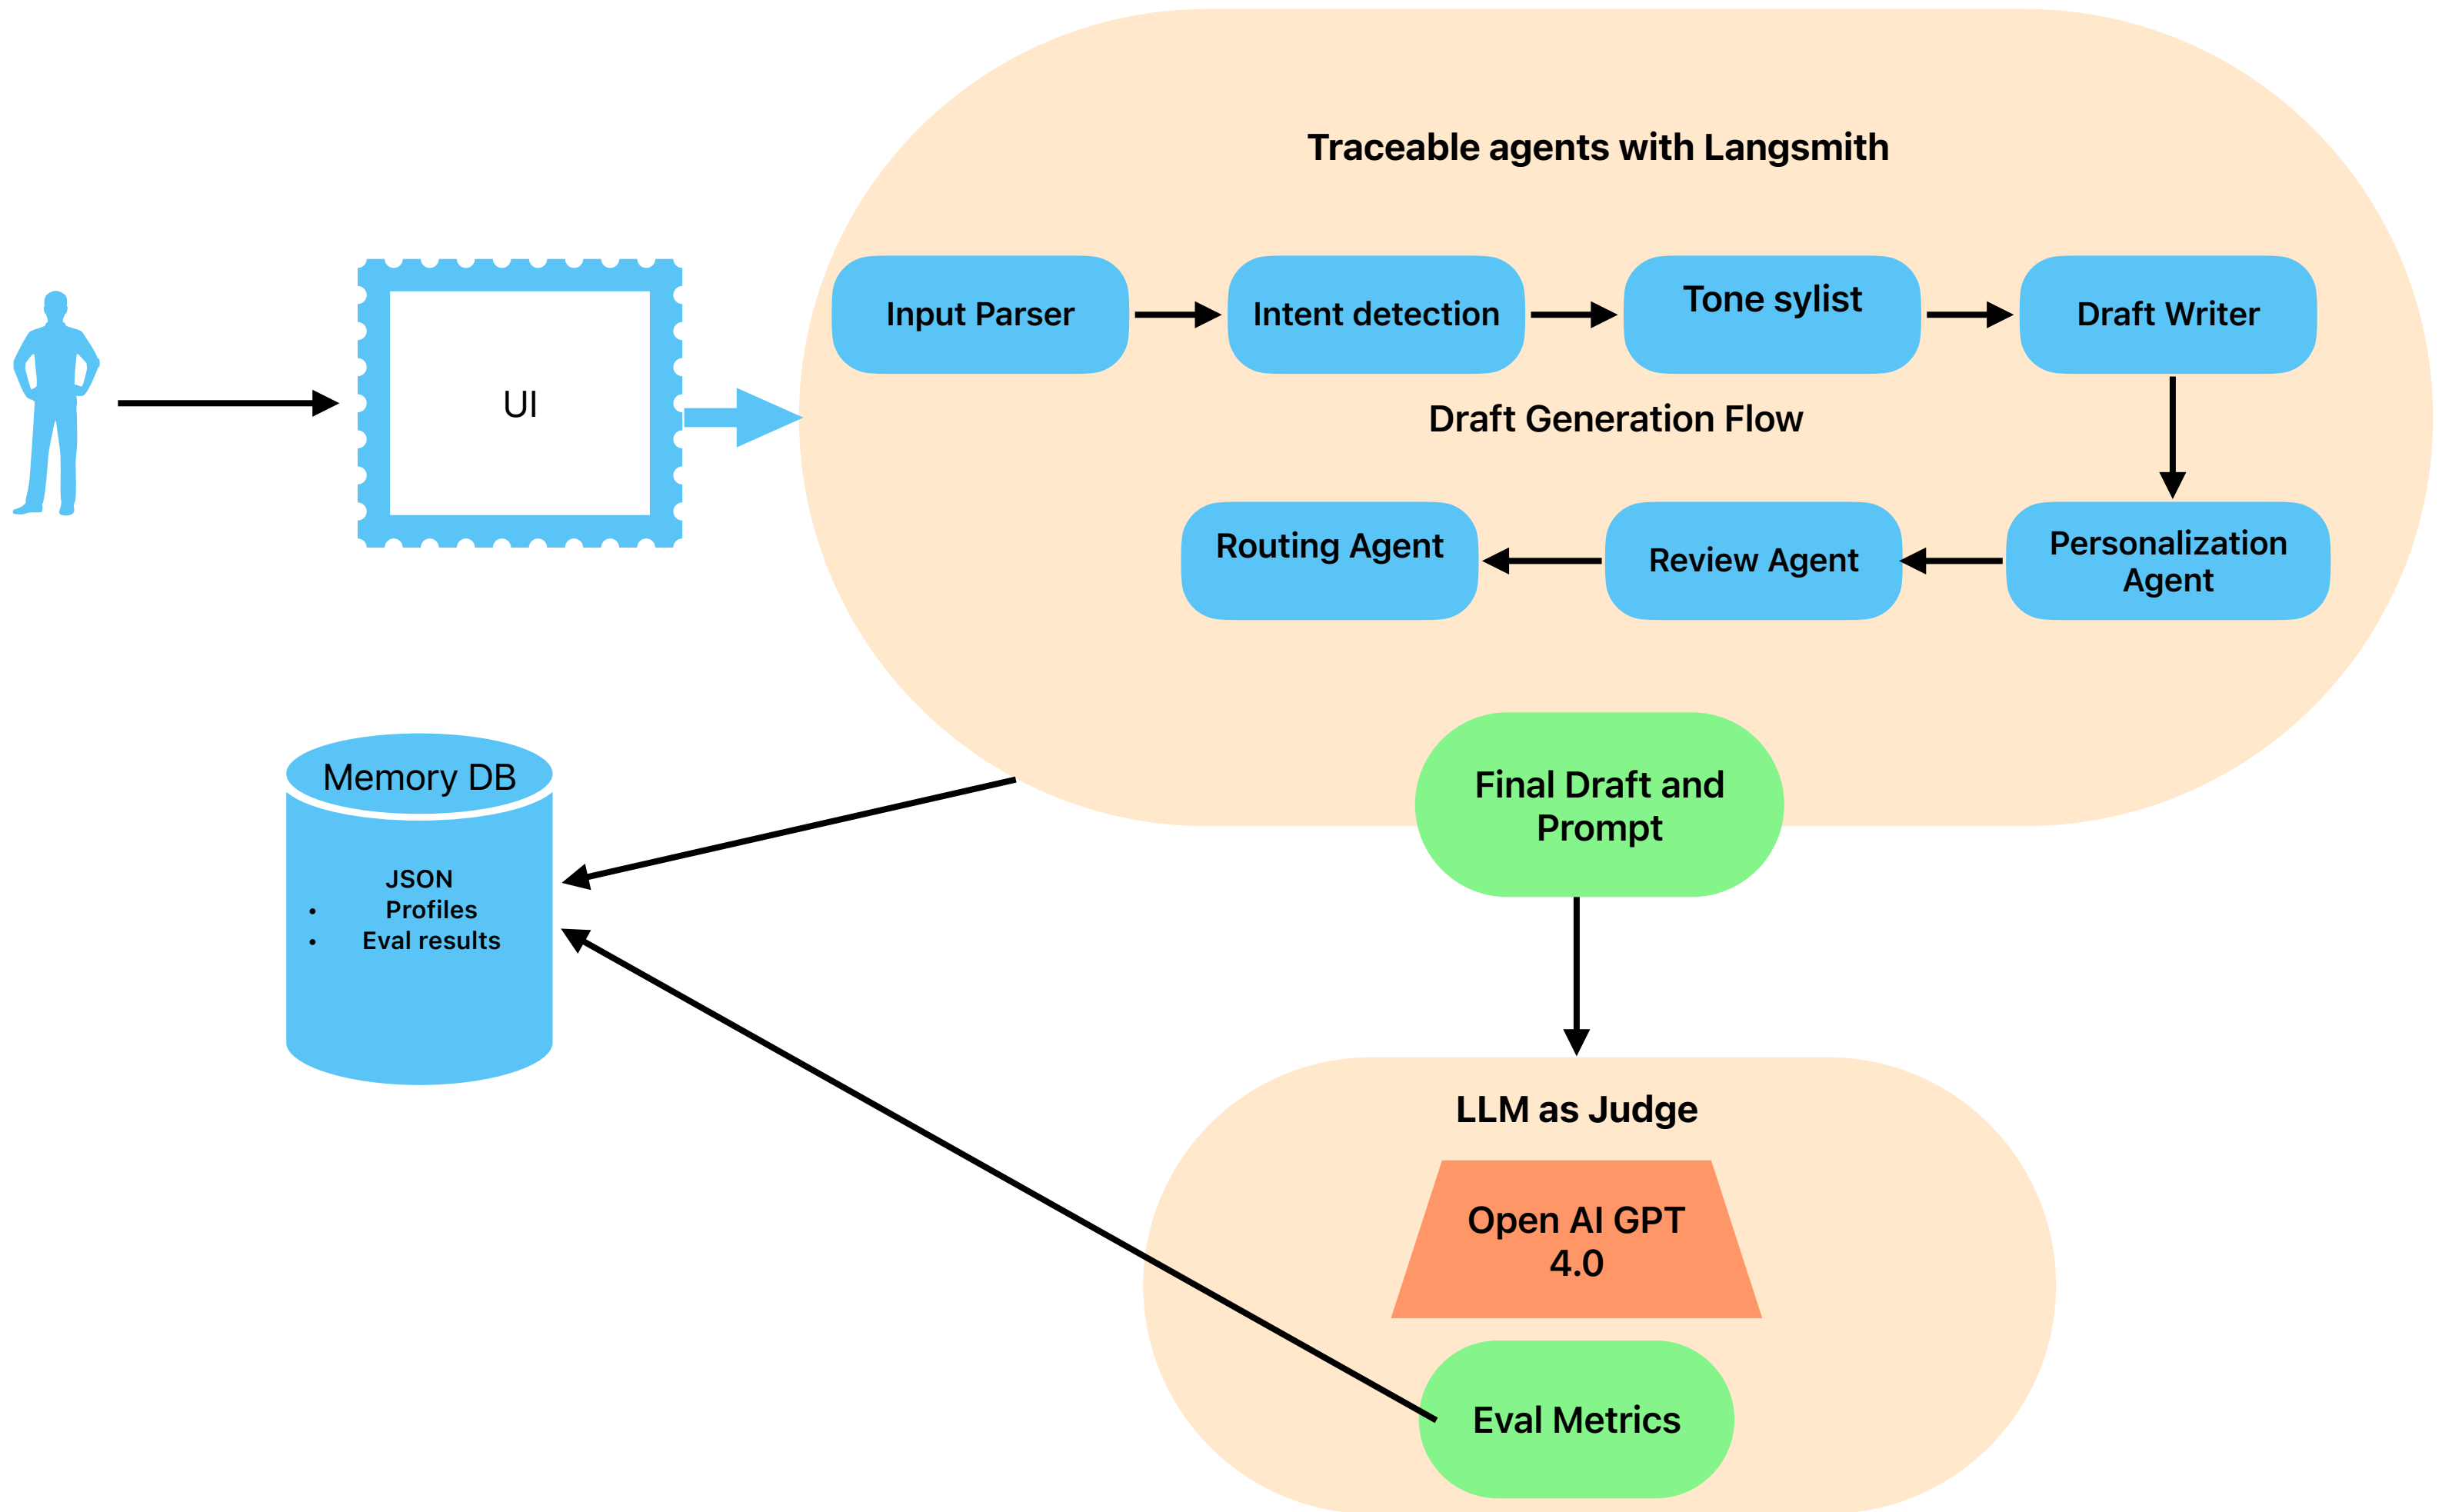 Traceable agents with Langsmith
Input Parser
Intent detection
Tone sylist
Draft Writer
UI
Draft Generation Flow
Routing Agent
Review Agent
Personalization
Agent
Memory DB
JSON
• Profiles
• Eval results
Final Draft and
Prompt
LLM as Judge
Open AI GPT
4.0
Eval Metrics